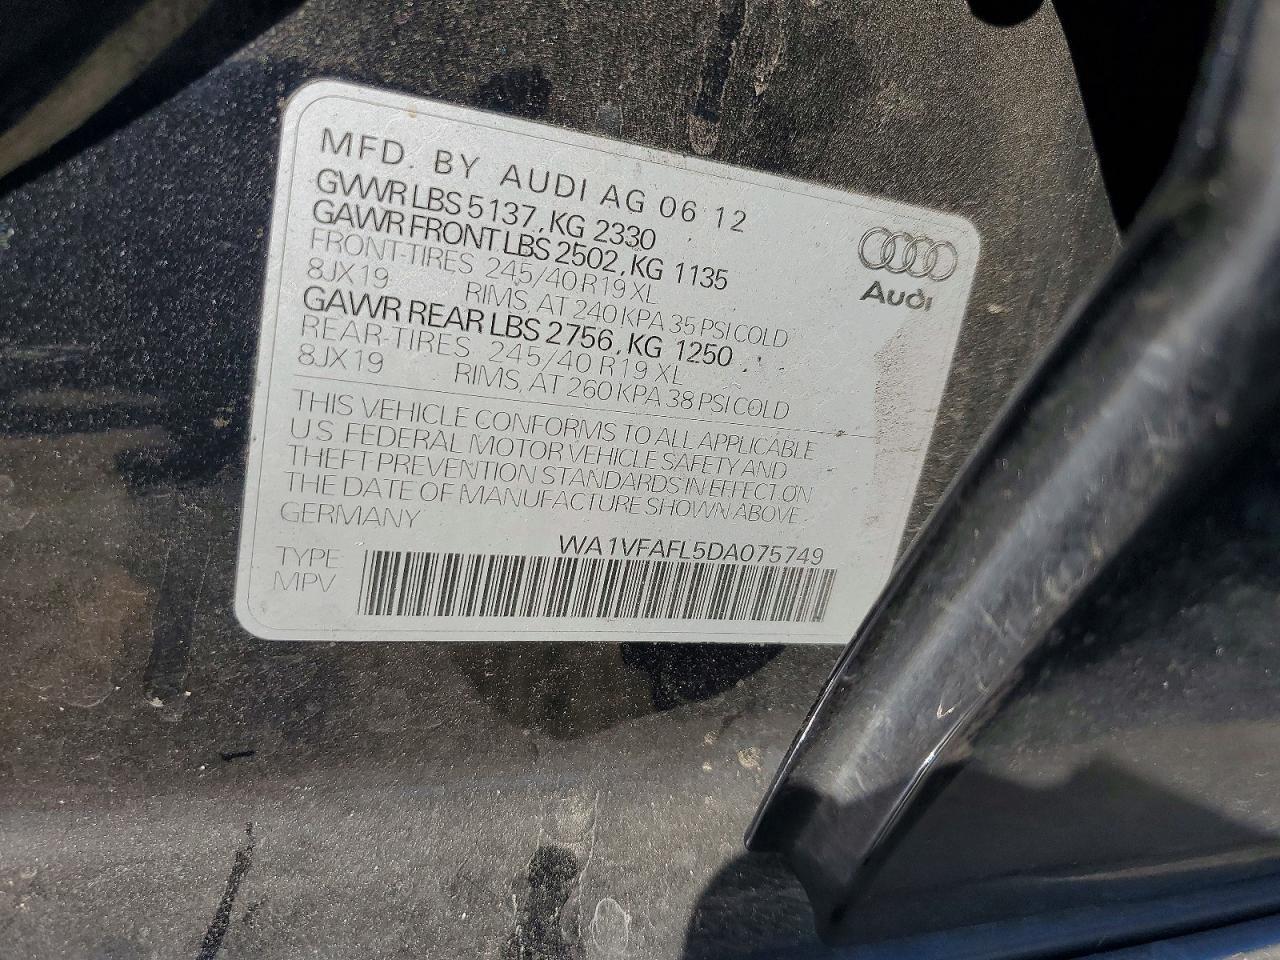 MFD. BY AUDI AG 06 12
GVWR LBS 5137, KG 2330
GAWR FRONT LBS 2502, KG 1135
FRONT-TIRES 245/40 R 19 XL
8JX19 RIMS, AT 240 KPA 35 PSI COLD
GAWR REAR LBS 2756, KG 1250
REAR-TIRES 245/40 R 19 XL
8JX19 RIMS, AT 260 KPA 38 PSI COLD
Audi
THIS VEHICLE CONFORMS TO ALL APPLICABLE
U.S. FEDERAL MOTOR VEHICLE SAFETY AND
THEFT PREVENTION STANDARDS IN EFFECT ON
THE DATE OF MANUFACTURE SHOWN ABOVE.
GERMANY
WA1VFAFL5DA075749
TYPE
MPV